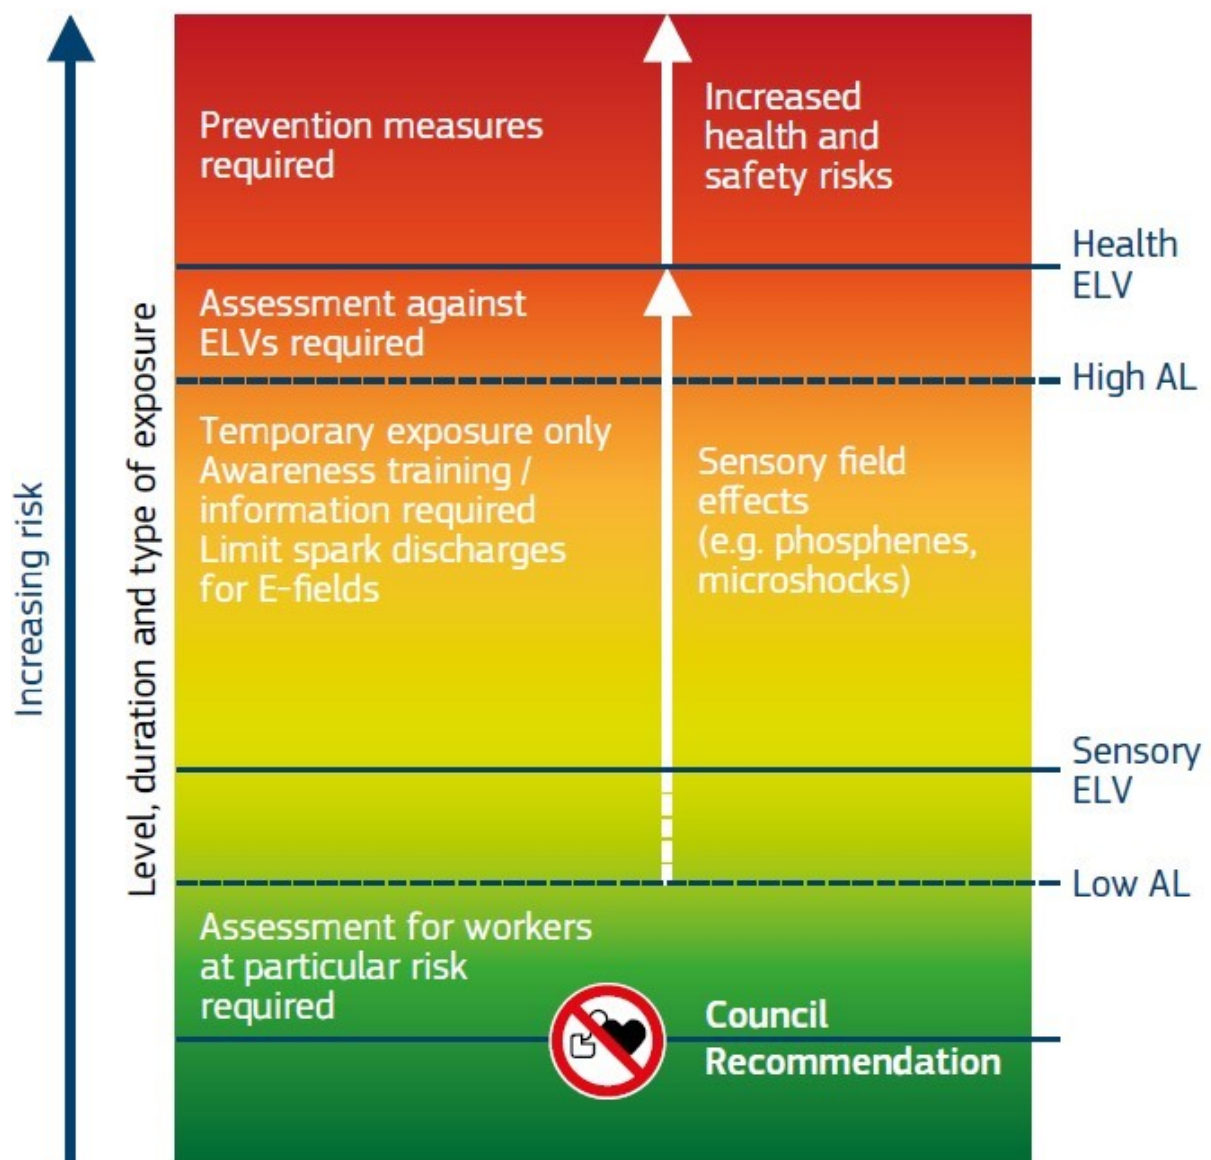 Increasing risk
Level, duration and type of exposure
Prevention measures
required
Increased
health and
safety risks
Health
ELV
Assessment against
ELVs required
High AL
Temporary exposure only
Awareness training /
information required
Limit spark discharges
for E-fields
Sensory field
effects
(e.g. phosphenes,
microshocks)
Sensory
ELV
Low AL
Assessment for workers
at particular risk
required
Council
Recommendation